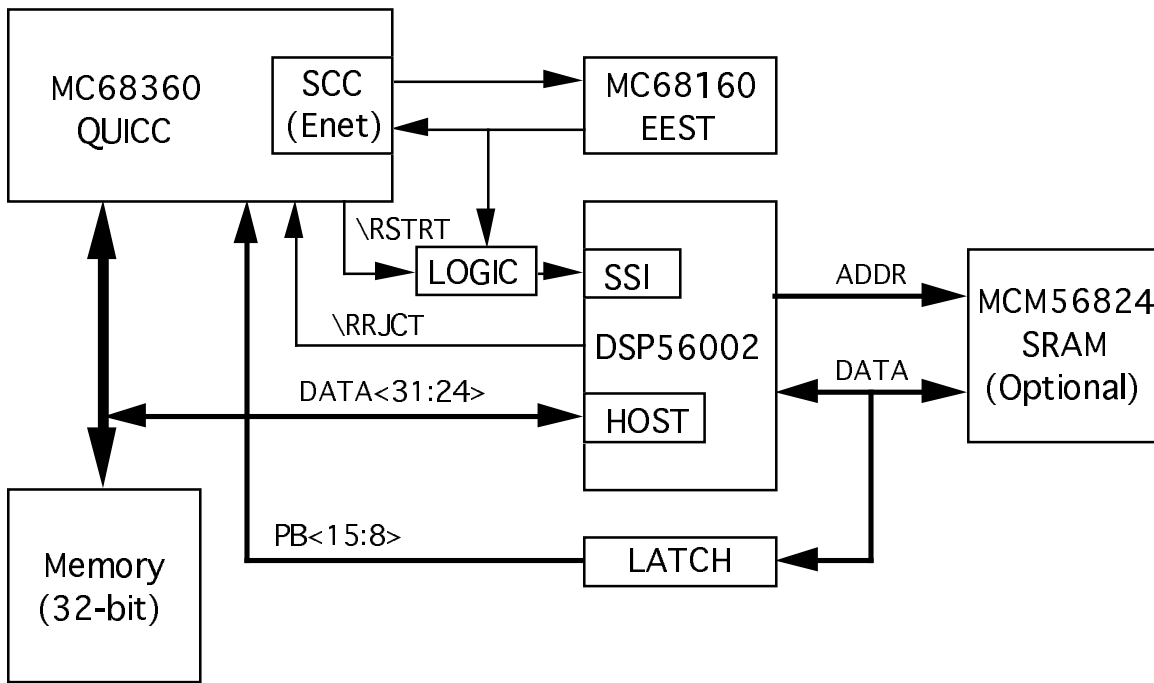 MC68360
QUICC
SCC
(Enet)
MC68160
EEST
\RSTRT
LOGIC
SSI
ADDR
MCM56824
SRAM
(Optional)
\RRJCT
DSP56002
DATA
DATA<31:24>
HOST
PB<15:8>
LATCH
Memory
(32-bit)